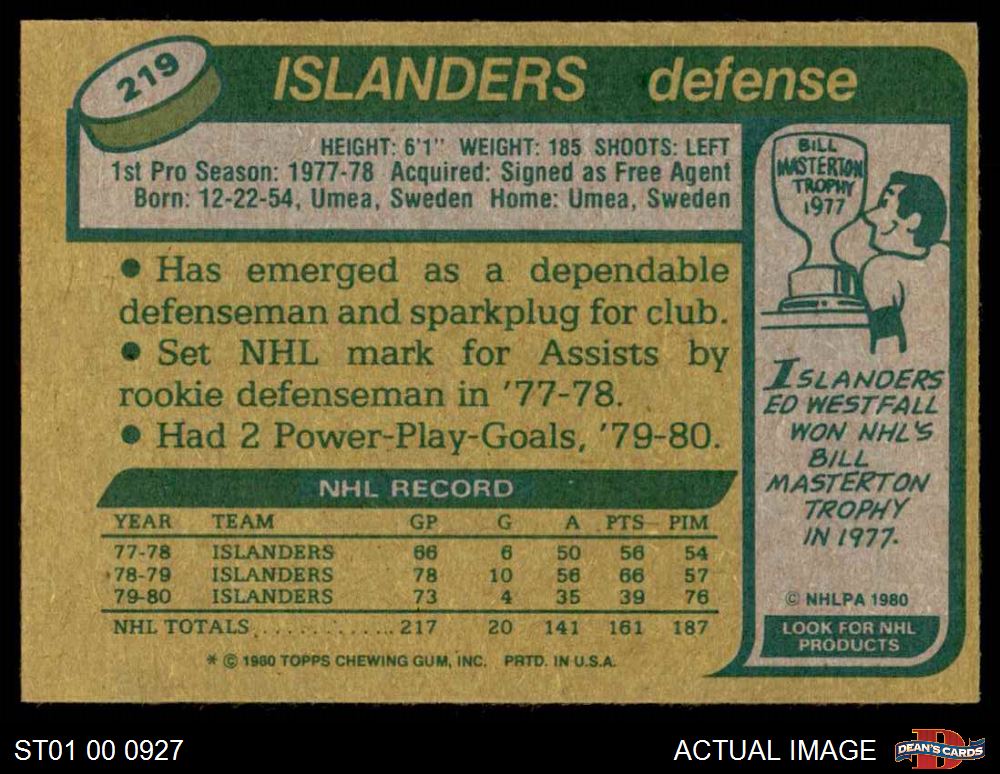 219
ISLANDERS defense
HEIGHT: 6'1" WEIGHT: 185 SHOOTS: LEFT
1st Pro Season: 1977-78 Acquired: Signed as Free Agent
Born: 12-22-54, Umea, Sweden Home: Umea, Sweden
• Has emerged as a dependable
defenseman and sparkplug for club.
• Set NHL mark for Assists by
rookie defenseman in '77-78.
• Had 2 Power-Play-Goals, '79-80.
NHL RECORD
YEAR TEAM GP G A PTS PIM
77-78 ISLANDERS 66 6 50 56 54
78-79 ISLANDERS 78 10 56 66 57
79-80 ISLANDERS 73 4 35 39 76
NHL TOTALS.............. 217 20 141 161 187
* © 1980 TOPPS CHEWING GUM, INC. PRTD. IN U.S.A.
BILL
MASTERTON
TROPHY
1977
ISLANDERS
ED WESTFALL
WON NHL'S
BILL
MASTERTON
TROPHY
IN 1977.
© NHLPA 1980
LOOK FOR NHL
PRODUCTS
ST01 00 0927
ACTUAL IMAGE
D
DEAN'S CARDS